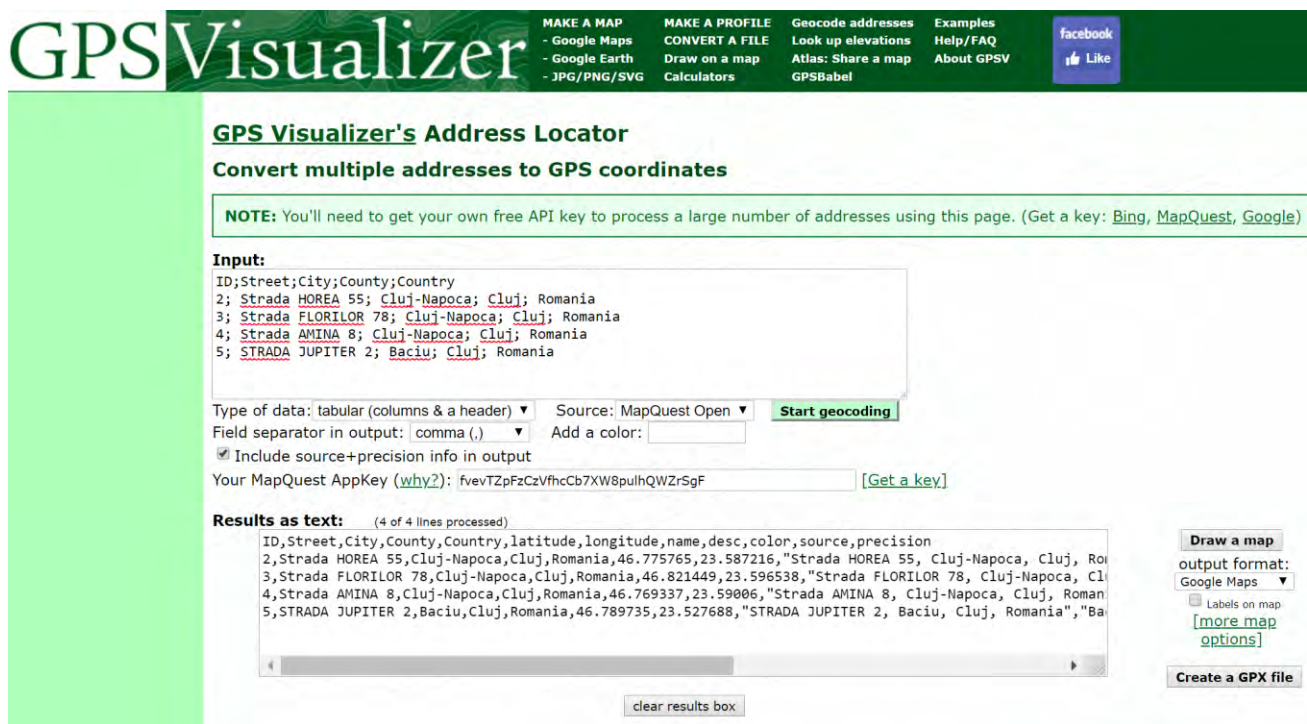 GPS Visualizer
MAKE A MAP
- Google Maps
- Google Earth
- JPG/PNG/SVG
MAKE A PROFILE
CONVERT A FILE
Draw on a map
Calculators
Geocode addresses
Look up elevations
Atlas: Share a map
GPSBabel
Examples
Help/FAQ
About GPSV
facebook
Like
GPS Visualizer's Address Locator
Convert multiple addresses to GPS coordinates
NOTE: You'll need to get your own free API key to process a large number of addresses using this page. (Get a key: Bing, MapQuest, Google)
Input:
ID;Street;City;County;Country
2; Strada HOREA 55; Cluj-Napoca; Cluj; Romania
3; Strada FLORILOR 78; Cluj-Napoca; Cluj; Romania
4; Strada AMINA 8; Cluj-Napoca; Cluj; Romania
5; STRADA JUPITER 2; Baciu; Cluj; Romania
Type of data: tabular (columns & a header) Source: MapQuest Open Start geocoding
Field separator in output: comma (,) Add a color:
Include source+precision info in output
Your MapQuest AppKey (why?): fvevTZpFzCzVfhcCb7XW8pulhQWZrSgF [Get a key]
Results as text: (4 of 4 lines processed)
ID,Street,City,County,Country,latitude,longitude,name,desc,color,source,precision
2,Strada HOREA 55,Cluj-Napoca,Cluj,Romania,46.775765,23.587216,"Strada HOREA 55, Cluj-Napoca, Cluj, Ro
3,Strada FLORILOR 78,Cluj-Napoca,Cluj,Romania,46.821449,23.596538,"Strada FLORILOR 78, Cluj-Napoca, Cl
4,Strada AMINA 8,Cluj-Napoca,Cluj,Romania,46.769337,23.59006,"Strada AMINA 8, Cluj-Napoca, Cluj, Roman
5,STRADA JUPITER 2,Baciu,Cluj,Romania,46.789735,23.527688,"STRADA JUPITER 2, Baciu, Cluj, Romania","Ba
Draw a map
output format:
Google Maps
Labels on map
[more map
options]
Create a GPX file
clear results box